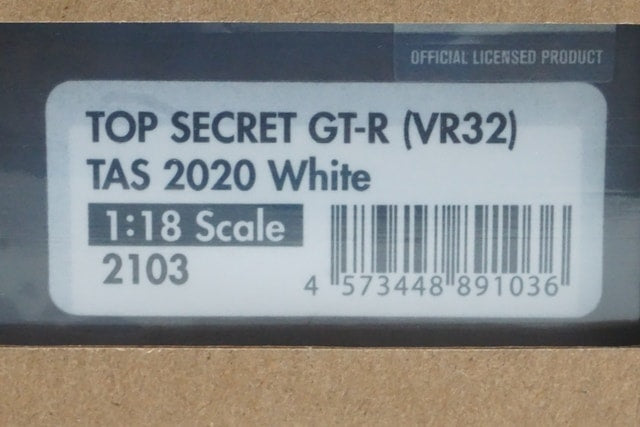 OFFICIAL LICENSED PRODUCT
TOP SECRET GT-R (VR32)
TAS 2020 White
1:18 Scale
2103
4 573448 891036